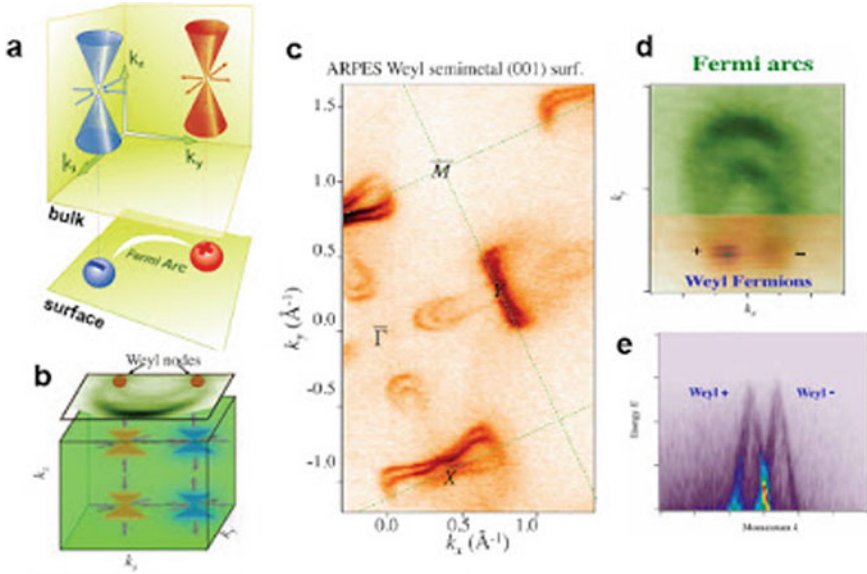 a
k_z
k_x
k_y
bulk
Fermi Arc
surface
b
Weyl nodes
k_z
k_y
k_x
c
ARPES Weyl semimetal (001) surf.
1.5
1.0
0.5
0.0
-0.5
-1.0
k_y (Å⁻¹)
M̅
Y
Γ̅
X
0.0 0.5 1.0
k_x (Å⁻¹)
d
Fermi arcs
k_y
+ −
Weyl Fermions
k_x
e
Weyl + Weyl −
Energy E
Momentum k